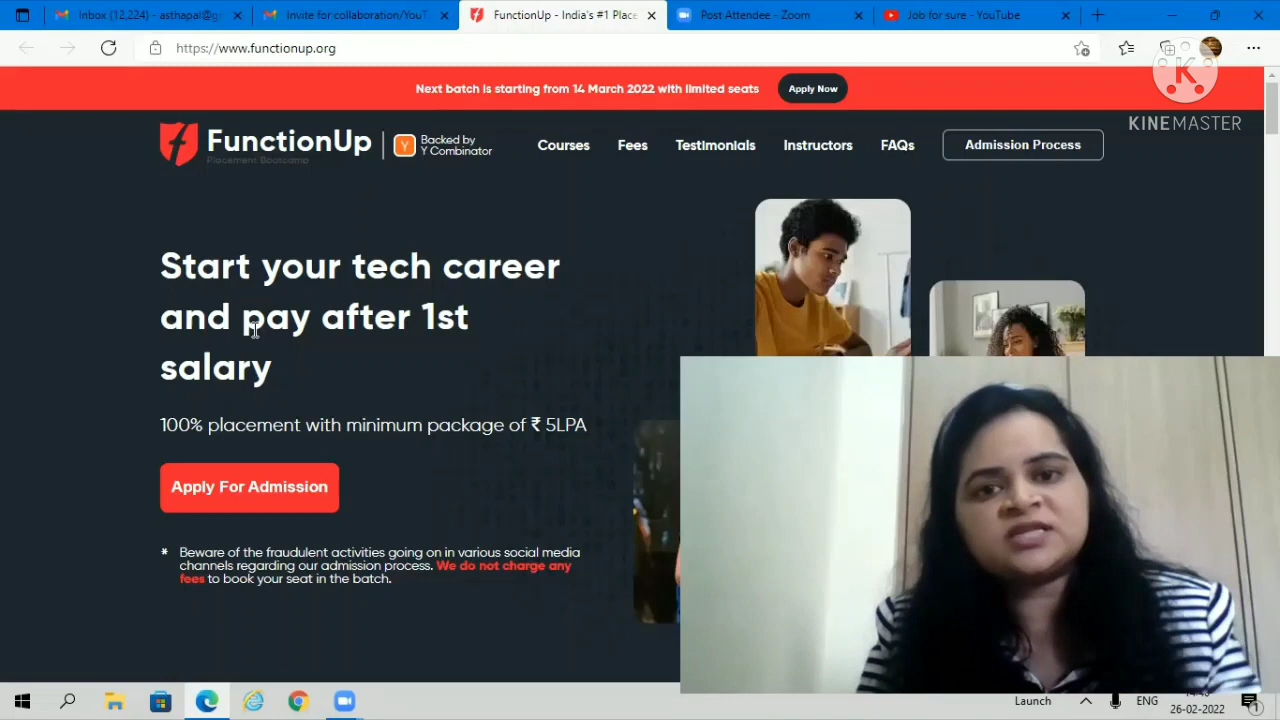 Inbox (12,224) - asthapal@g
Invite for collaboration/YouT
FunctionUp - India's #1 Place
Post Attendee - Zoom
Job for sure - YouTube
https://www.functionup.org
Next batch is starting from 14 March 2022 with limited seats
Apply Now
K
KINEMASTER
FunctionUp
Placement Bootcamp
Y
Backed by
Y Combinator
Courses
Fees
Testimonials
Instructors
FAQs
Admission Process
Start your tech career
and pay after 1st
salary
100% placement with minimum package of ₹ 5LPA
Apply For Admission
* Beware of the fraudulent activities going on in various social media
channels regarding our admission process. We do not charge any
fees to book your seat in the batch.
Launch
ENG
26-02-2022